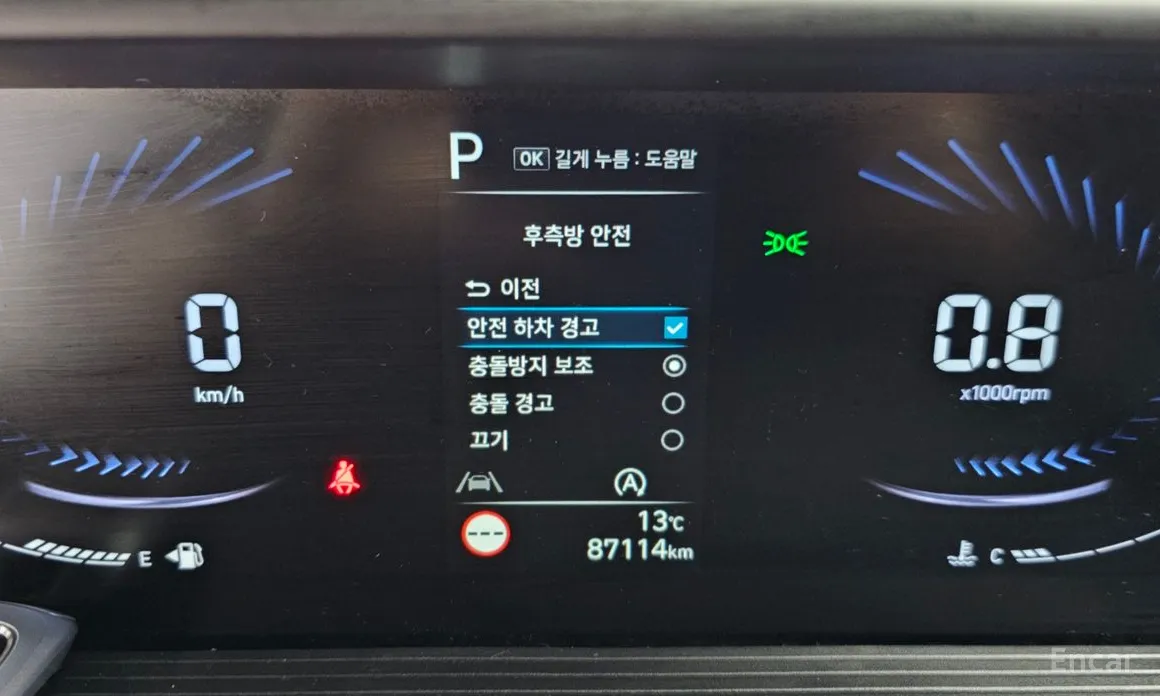 P
OK 길게 누름 : 도움말
후측방 안전
이전
안전 하차 경고
충돌방지 보조
충돌 경고
끄기
0
km/h
0.8
x1000rpm
A
---
13℃
87114km
E
C
Encar